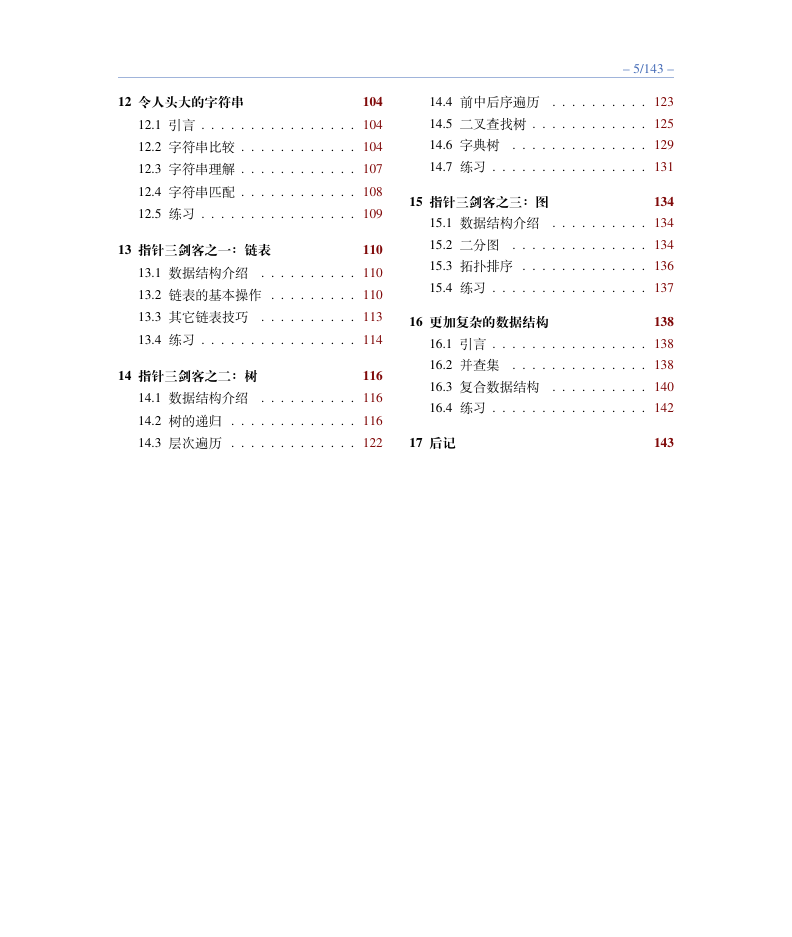 – 5/143 –
12 令人头大的字符串 104
12.1 引言 . . . . . . . . . . . . . . . . 104
12.2 字符串比较 . . . . . . . . . . . . 104
12.3 字符串理解 . . . . . . . . . . . . 107
12.4 字符串匹配 . . . . . . . . . . . . 108
12.5 练习 . . . . . . . . . . . . . . . . 109
13 指针三剑客之一：链表 110
13.1 数据结构介绍 . . . . . . . . . . 110
13.2 链表的基本操作 . . . . . . . . . 110
13.3 其它链表技巧 . . . . . . . . . . 113
13.4 练习 . . . . . . . . . . . . . . . . 114
14 指针三剑客之二：树 116
14.1 数据结构介绍 . . . . . . . . . . 116
14.2 树的递归 . . . . . . . . . . . . . 116
14.3 层次遍历 . . . . . . . . . . . . . 122
14.4 前中后序遍历 . . . . . . . . . . 123
14.5 二叉查找树 . . . . . . . . . . . . 125
14.6 字典树 . . . . . . . . . . . . . . 129
14.7 练习 . . . . . . . . . . . . . . . . 131
15 指针三剑客之三：图 134
15.1 数据结构介绍 . . . . . . . . . . 134
15.2 二分图 . . . . . . . . . . . . . . 134
15.3 拓扑排序 . . . . . . . . . . . . . 136
15.4 练习 . . . . . . . . . . . . . . . . 137
16 更加复杂的数据结构 138
16.1 引言 . . . . . . . . . . . . . . . . 138
16.2 并查集 . . . . . . . . . . . . . . 138
16.3 复合数据结构 . . . . . . . . . . 140
16.4 练习 . . . . . . . . . . . . . . . . 142
17 后记 143